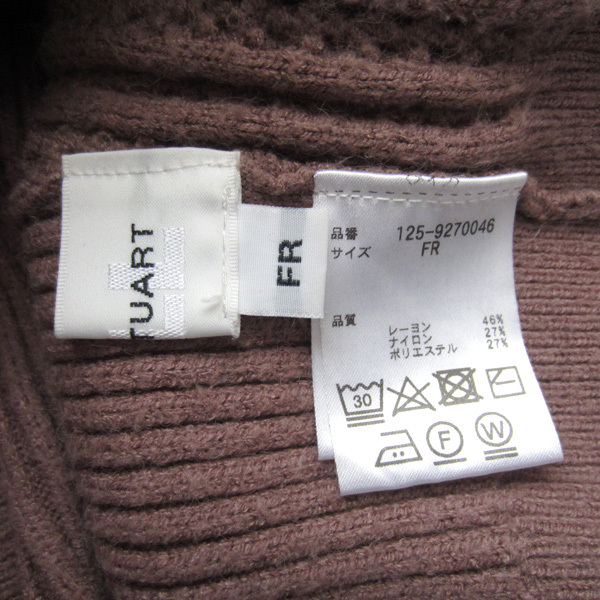 TUART
FR
品番 125-9270046
サイズ FR
品質
レーヨン 46%
ナイロン 27%
ポリエステル 27%
30
F
W